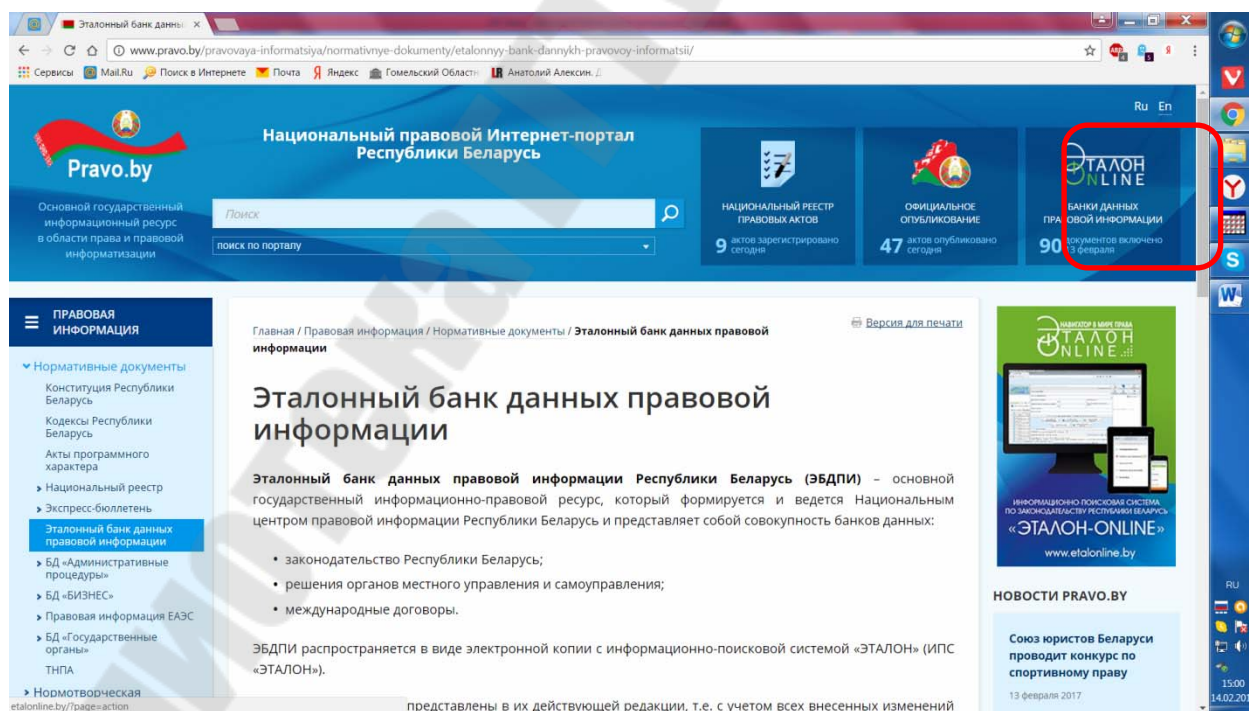 Эталонный банк данны
www.pravo.by/pravovaya-informatsiya/normativnye-dokumenty/etalonnyy-bank-dannykh-pravovoy-informatsii/
Сервисы Mail.Ru Поиск в Интернете Почта Яндекс Гомельский Област Анатолий Алексин.
Ru En
Pravo.by
Основной государственный
информационный ресурс
в области права и правовой
информатизации
Национальный правовой Интернет-портал
Республики Беларусь
Поиск
поиск по порталу
НАЦИОНАЛЬНЫЙ РЕЕСТР
ПРАВОВЫХ АКТОВ
9 актов зарегистрировано
сегодня
ОФИЦИАЛЬНОЕ
ОПУБЛИКОВАНИЕ
47 актов опубликовано
сегодня
ЭТАЛОН
ONLINE
БАНКИ ДАННЫХ
ПРАВОВОЙ ИНФОРМАЦИИ
90 документов включено
13 февраля
ПРАВОВАЯ
ИНФОРМАЦИЯ
Нормативные документы
Конституция Республики
Беларусь
Кодексы Республики
Беларусь
Акты программного
характера
Национальный реестр
Экспресс-бюллетень
Эталонный банк данных
правовой информации
БД «Административные
процедуры»
БД «БИЗНЕС»
Правовая информация ЕАЭС
БД «Государственные
органы»
ТНПА
Нормотворческая
etalonline.by/?page=action
Главная / Правовая информация / Нормативные документы / Эталонный банк данных правовой
информации
Версия для печати
Эталонный банк данных правовой
информации
Эталонный банк данных правовой информации Республики Беларусь (ЭБДПИ) – основной
государственный информационно-правовой ресурс, который формируется и ведется Национальным
центром правовой информации Республики Беларусь и представляет собой совокупность банков данных:
• законодательство Республики Беларусь;
• решения органов местного управления и самоуправления;
• международные договоры.
ЭБДПИ распространяется в виде электронной копии с информационно-поисковой системой «ЭТАЛОН» (ИПС
«ЭТАЛОН»).
представлены в их действующей редакции, т.е. с учетом всех внесенных изменений
НАВИГАТОР В МИРЕ ПРАВА
ЭТАЛОН
ONLINE
ИНФОРМАЦИОННО-ПОИСКОВАЯ СИСТЕМА
ПО ЗАКОНОДАТЕЛЬСТВУ РЕСПУБЛИКИ БЕЛАРУСЬ
«ЭТАЛОН-ONLINE»
www.etalonline.by
НОВОСТИ PRAVO.BY
Союз юристов Беларуси
проводит конкурс по
спортивному праву
13 февраля 2017
RU
15:00
14.02.201